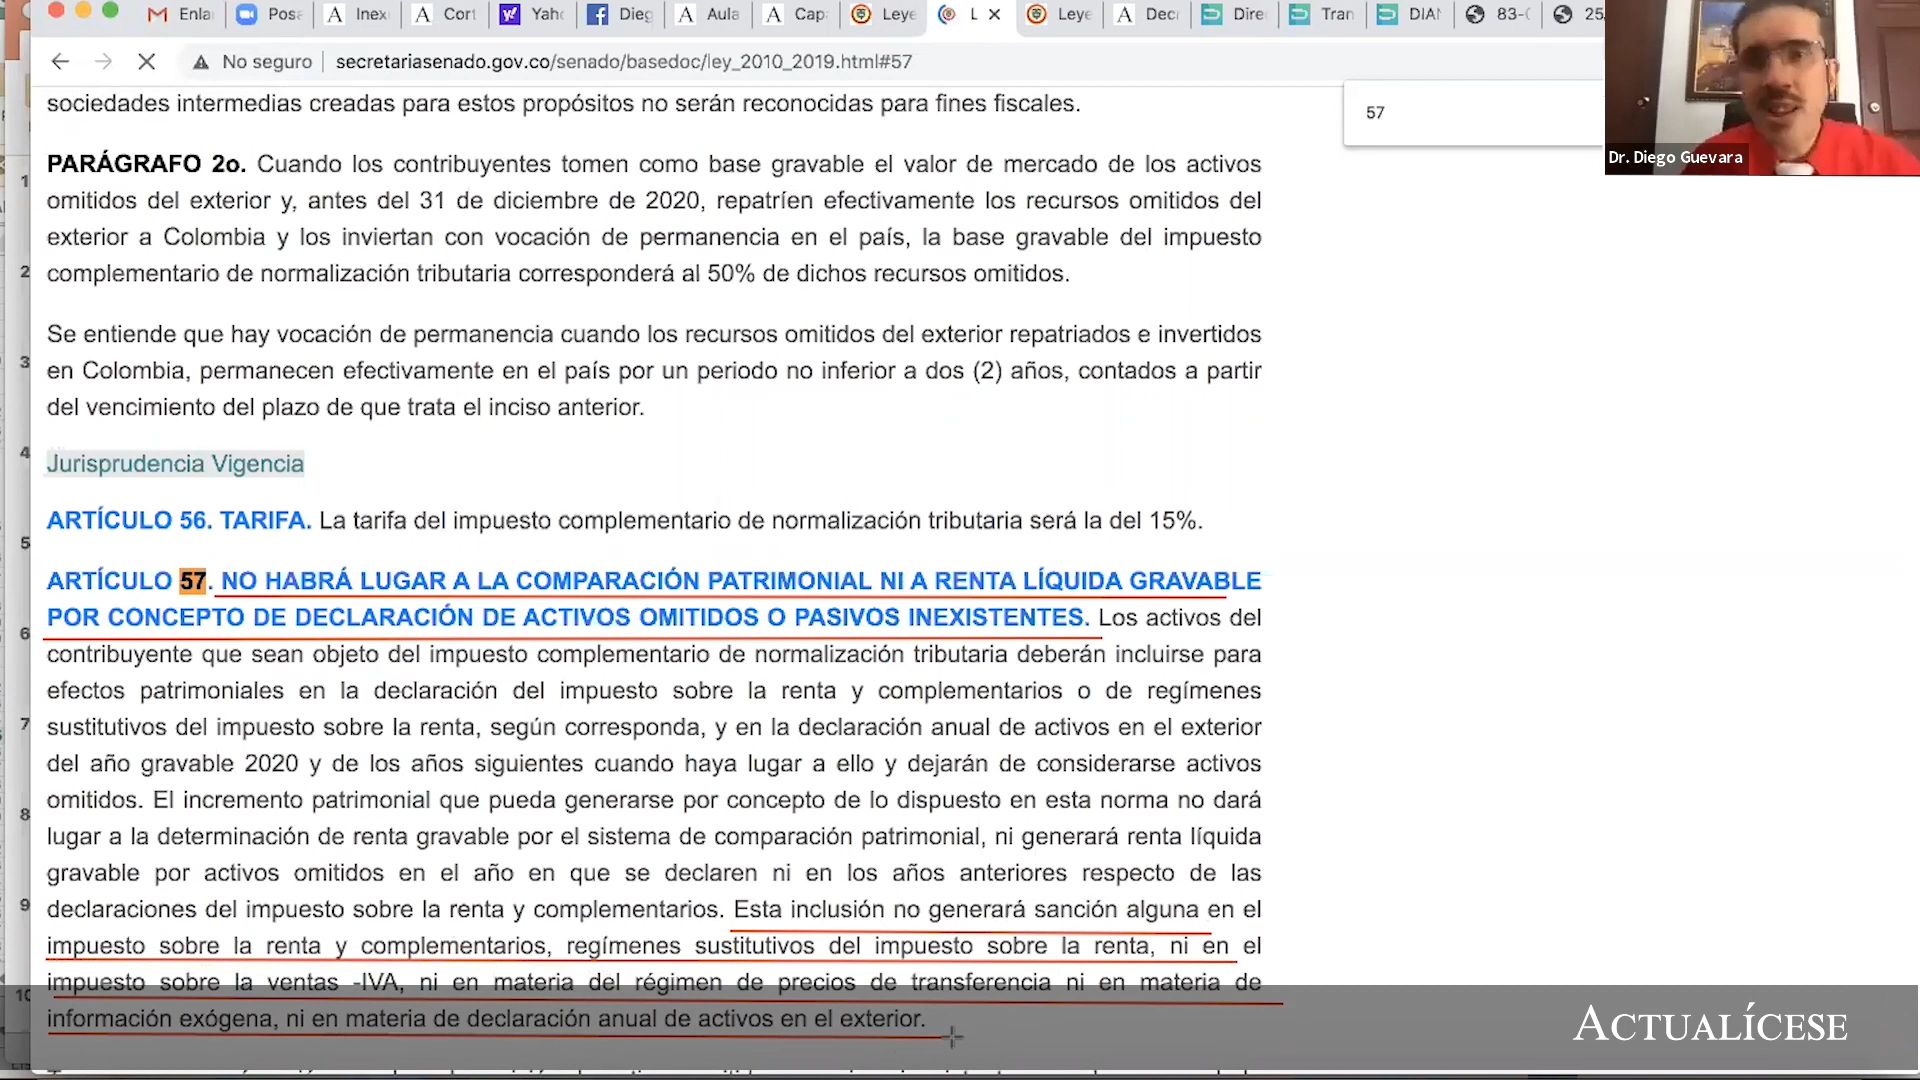 Enla
Posa
Inex
Cort
Yaho
Dieg
Aula
Capa
Leye
L
Leye
Decr
Dire
Tran
DIAN
83-
25
No seguro
secretariasenado.gov.co/senado/basedoc/ley_2010_2019.html#57
57
Dr. Diego Guevara
sociedades intermedias creadas para estos propósitos no serán reconocidas para fines fiscales.
PARÁGRAFO 2o. Cuando los contribuyentes tomen como base gravable el valor de mercado de los activos
omitidos del exterior y, antes del 31 de diciembre de 2020, repatríen efectivamente los recursos omitidos del
exterior a Colombia y los inviertan con vocación de permanencia en el país, la base gravable del impuesto
complementario de normalización tributaria corresponderá al 50% de dichos recursos omitidos.
Se entiende que hay vocación de permanencia cuando los recursos omitidos del exterior repatriados e invertidos
en Colombia, permanecen efectivamente en el país por un periodo no inferior a dos (2) años, contados a partir
del vencimiento del plazo de que trata el inciso anterior.
Jurisprudencia Vigencia
ARTÍCULO 56. TARIFA. La tarifa del impuesto complementario de normalización tributaria será la del 15%.
ARTÍCULO 57. NO HABRÁ LUGAR A LA COMPARACIÓN PATRIMONIAL NI A RENTA LÍQUIDA GRAVABLE
POR CONCEPTO DE DECLARACIÓN DE ACTIVOS OMITIDOS O PASIVOS INEXISTENTES. Los activos del
contribuyente que sean objeto del impuesto complementario de normalización tributaria deberán incluirse para
efectos patrimoniales en la declaración del impuesto sobre la renta y complementarios o de regímenes
sustitutivos del impuesto sobre la renta, según corresponda, y en la declaración anual de activos en el exterior
del año gravable 2020 y de los años siguientes cuando haya lugar a ello y dejarán de considerarse activos
omitidos. El incremento patrimonial que pueda generarse por concepto de lo dispuesto en esta norma no dará
lugar a la determinación de renta gravable por el sistema de comparación patrimonial, ni generará renta líquida
gravable por activos omitidos en el año en que se declaren ni en los años anteriores respecto de las
declaraciones del impuesto sobre la renta y complementarios. Esta inclusión no generará sanción alguna en el
impuesto sobre la renta y complementarios, regímenes sustitutivos del impuesto sobre la renta, ni en el
impuesto sobre la ventas -IVA, ni en materia del régimen de precios de transferencia ni en materia de
información exógena, ni en materia de declaración anual de activos en el exterior.
1
2
3
4
5
6
7
8
9
10
ACTUALÍCESE